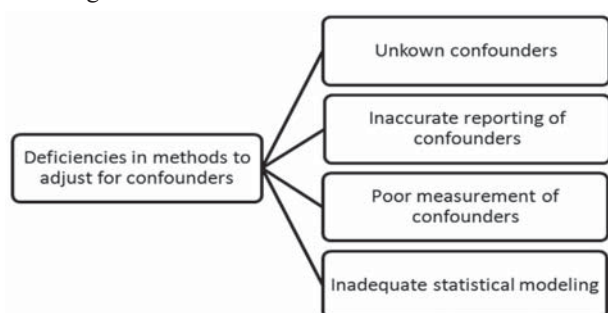 Unkown confounders
Inaccurate reporting of
confounders
Deficiencies in methods to
adjust for confounders
Poor measurement of
confounders
Inadequate statistical modeling